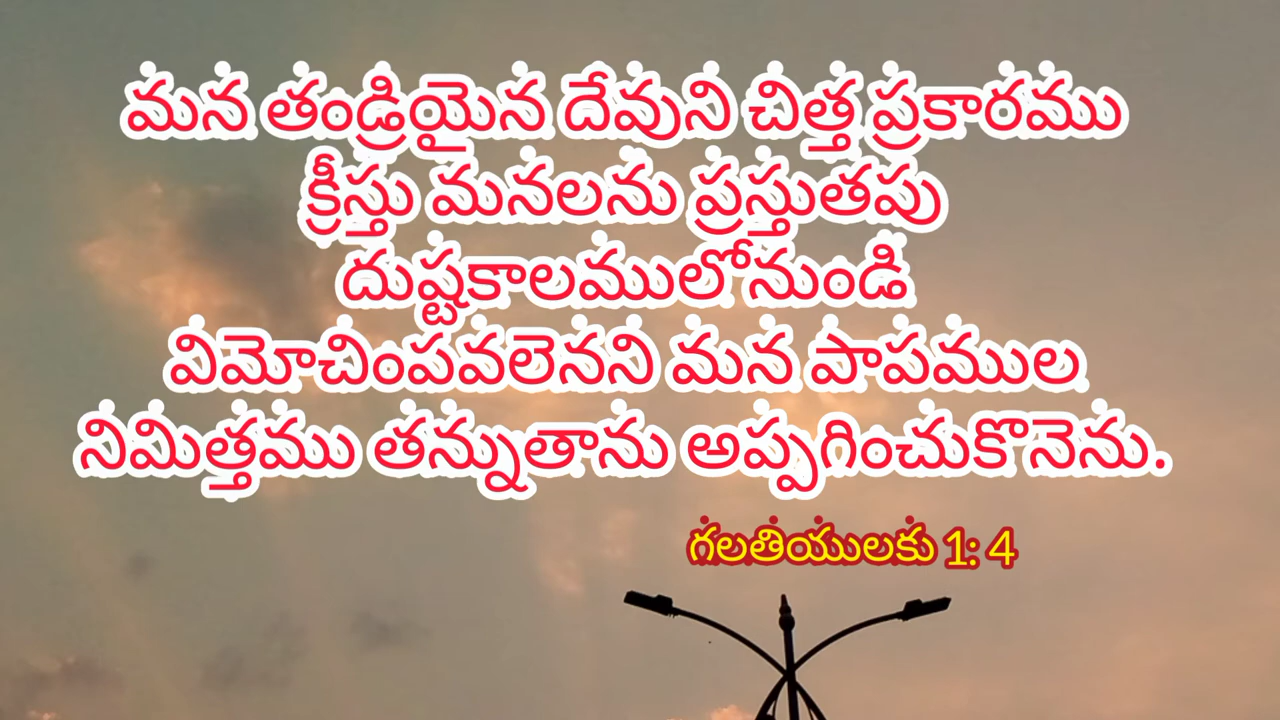 మన తండ్రియైన దేవుని చిత్త ప్రకారము
క్రీస్తు మనలను ప్రస్తుతపు
దుష్టకాలములోనుండి
విమోచింపవలెనని మన పాపముల
నిమిత్తము తన్నుతాను అప్పగించుకొనెను.
గలతియులకు 1: 4